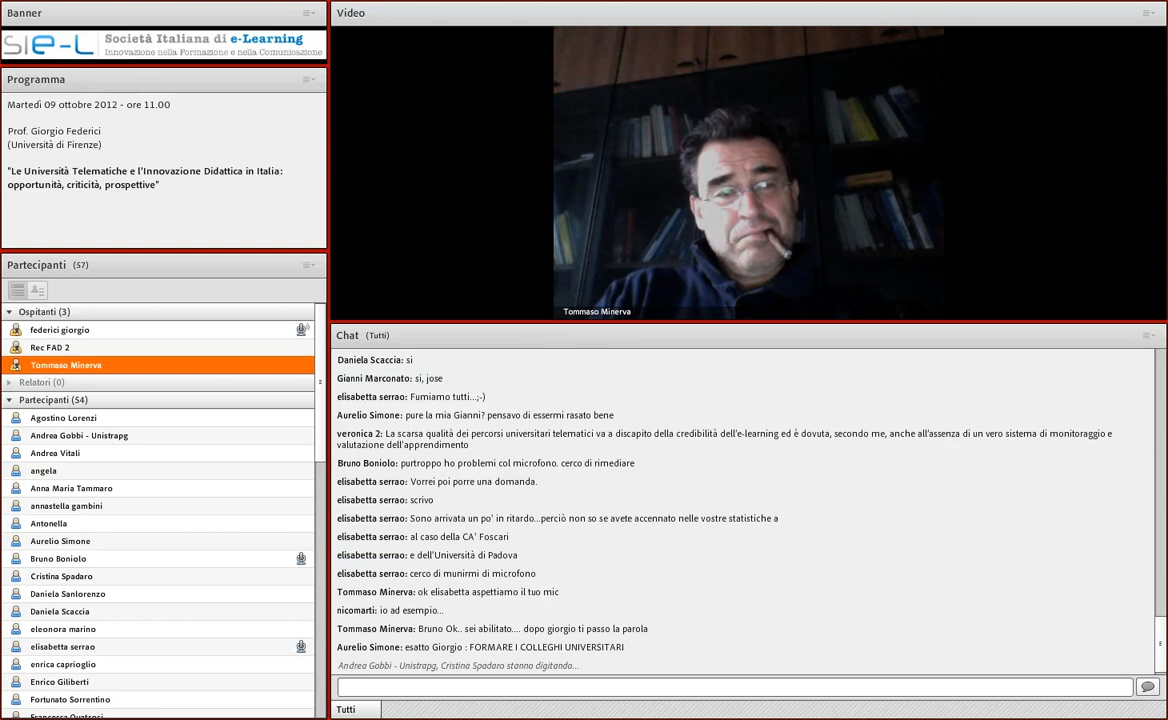 Banner
SIe-L Società Italiana di e-Learning
Innovazione nella Formazione e nella Comunicazione
Programma
Martedì 09 ottobre 2012 - ore 11.00
Prof. Giorgio Federici
(Università di Firenze)
"Le Università Telematiche e l'Innovazione Didattica in Italia:
opportunità, criticità, prospettive"
Partecipanti (57)
Ospitanti (3)
federici giorgio
Rec FAD 2
Tommaso Minerva
Relatori (0)
Partecipanti (54)
Agostino Lorenzi
Andrea Gobbi - Unistrapg
Andrea Vitali
angela
Anna Maria Tammaro
annastella gambini
Antonella
Aurelio Simone
Bruno Boniolo
Cristina Spadaro
Daniela Sanlorenzo
Daniela Scaccia
eleonora marino
elisabetta serrao
enrica caprioglio
Enrico Giliberti
Fortunato Sorrentino
Video
Tommaso Minerva
Chat (Tutti)
Daniela Scaccia: si
Gianni Marconato: si, jose
elisabetta serrao: Fumiamo tutti...;-)
Aurelio Simone: pure la mia Gianni? pensavo di essermi rasato bene
veronica 2: La scarsa qualità dei percorsi universitari telematici va a discapito della credibilità dell'e-learning ed è dovuta, secondo me, anche all'assenza di un vero sistema di monitoraggio e
valutazione dell'apprendimento
Bruno Boniolo: purtroppo ho problemi col microfono. cerco di rimediare
elisabetta serrao: Vorrei poi porre una domanda.
elisabetta serrao: scrivo
elisabetta serrao: Sono arrivata un po' in ritardo...perciò non so se avete accennato nelle vostre statistiche a
elisabetta serrao: al caso della CA' Foscari
elisabetta serrao: e dell'Università di Padova
elisabetta serrao: cerco di munirmi di microfono
Tommaso Minerva: ok elisabetta aspettiamo il tuo mic
nicomarti: io ad esempio...
Tommaso Minerva: Bruno Ok.. sei abilitato.... dopo giorgio ti passo la parola
Aurelio Simone: esatto Giorgio : FORMARE I COLLEGHI UNIVERSITARI
Andrea Gobbi - Unistrapg, Cristina Spadaro stanno digitando...
Tutti